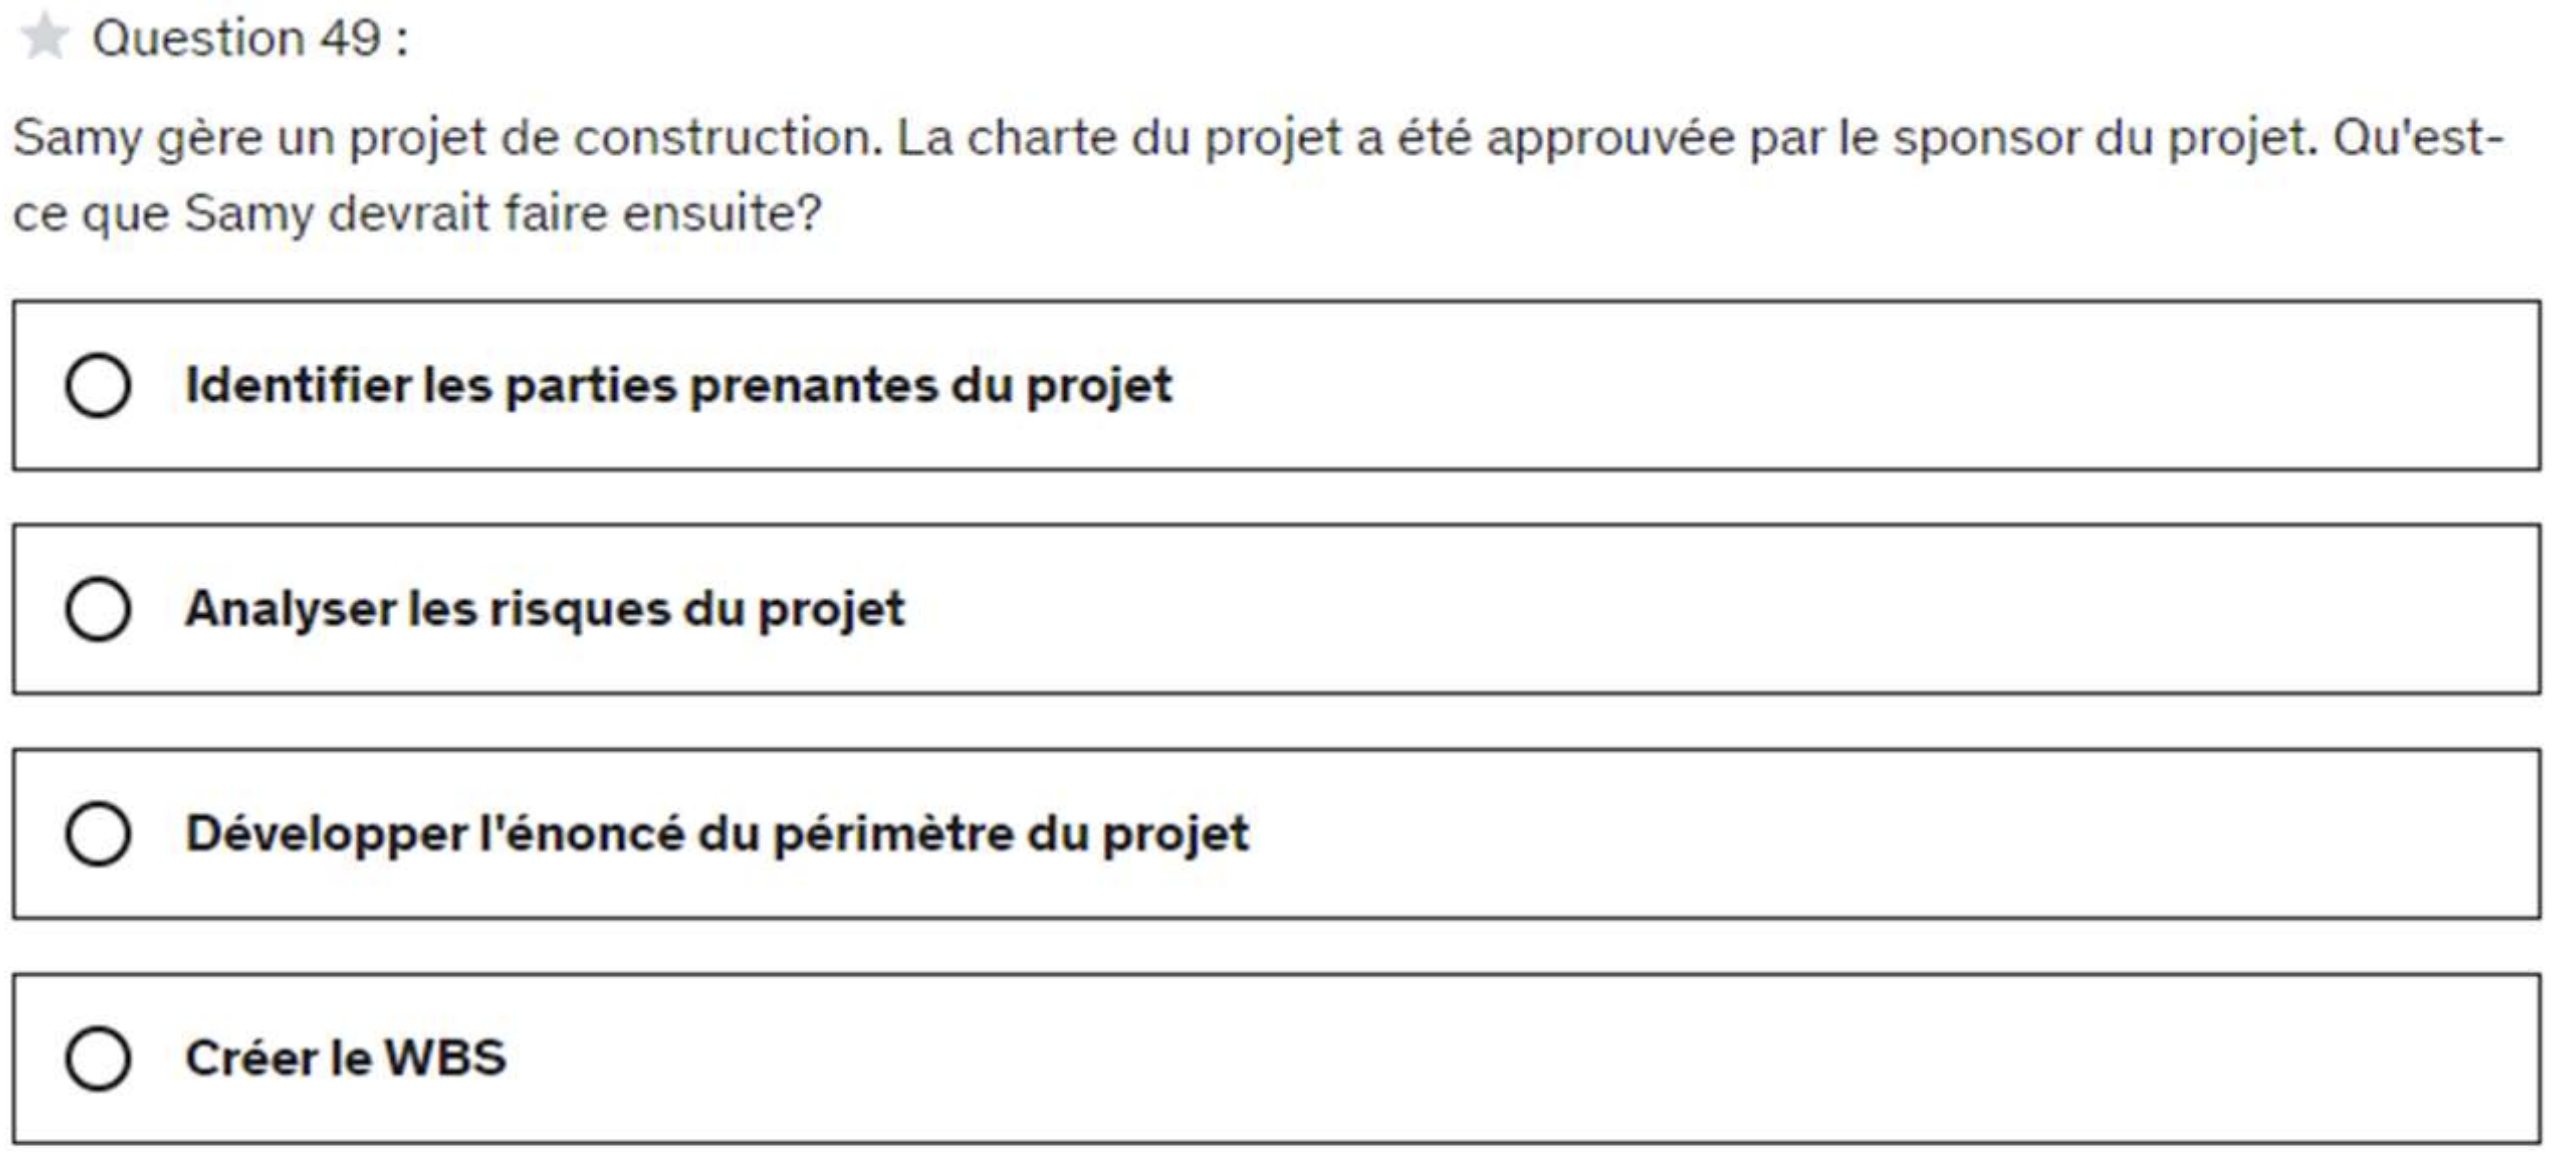 Question 49 :
Samy gère un projet de construction. La charte du projet a été approuvée par le sponsor du projet. Qu'est-
ce que Samy devrait faire ensuite?
Identifier les parties prenantes du projet
Analyser les risques du projet
Développer l'énoncé du périmètre du projet
Créer le WBS